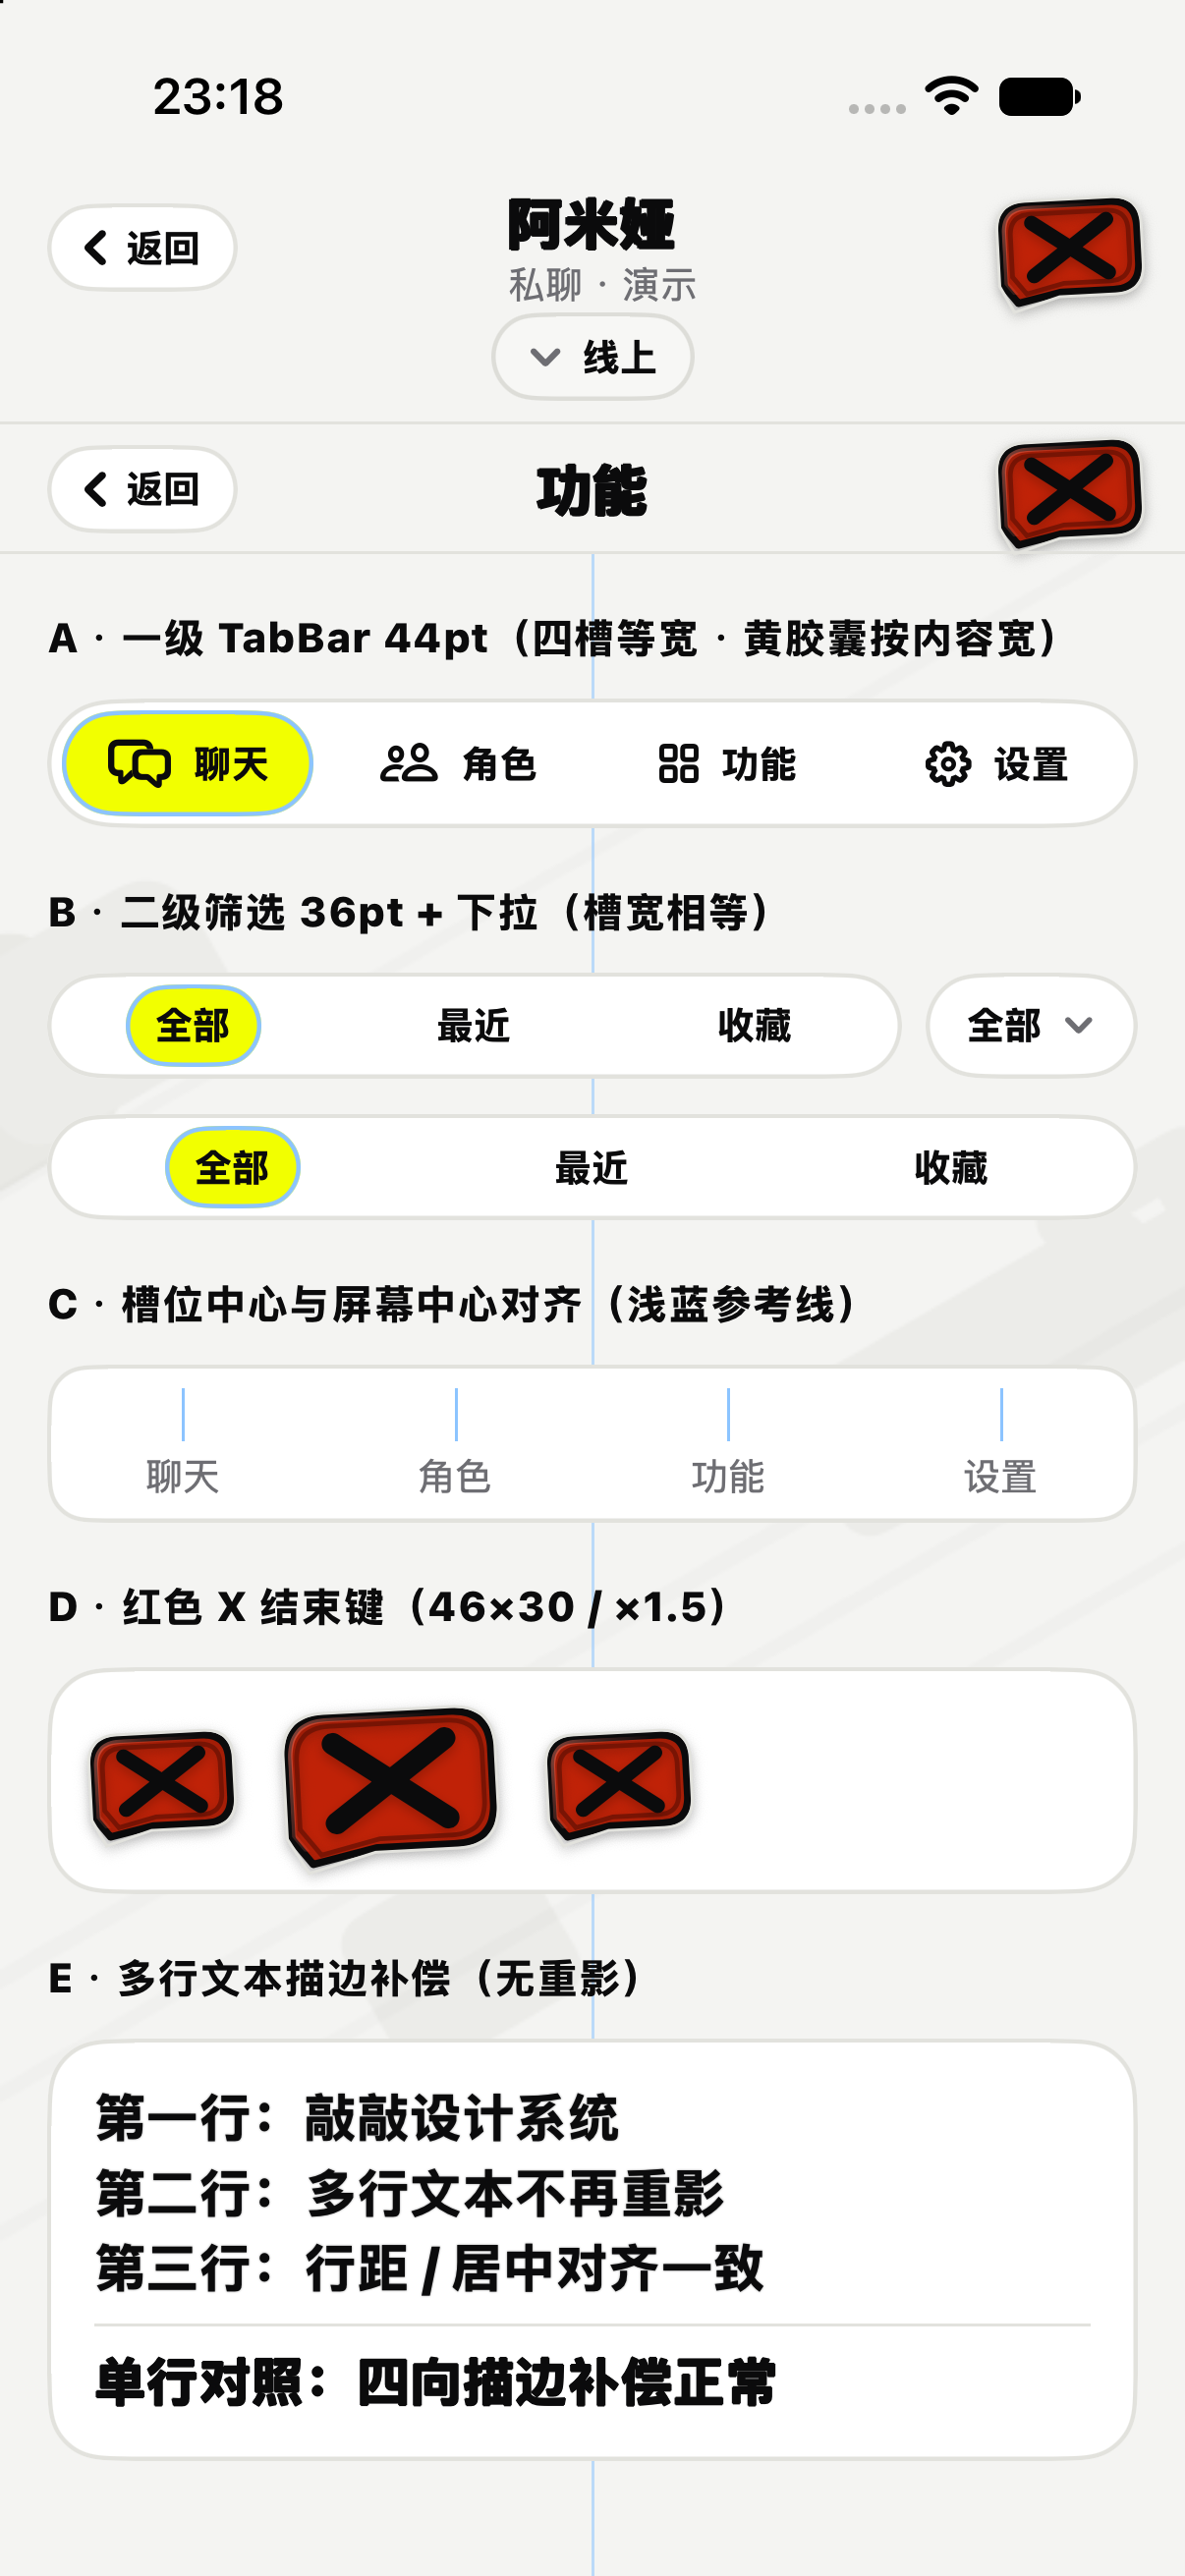 23:18
返回
阿米娅
私聊 · 演示
线上
返回
功能
A · 一级 TabBar 44pt（四槽等宽 · 黄胶囊按内容宽）
聊天 角色 功能 设置
B · 二级筛选 36pt + 下拉（槽宽相等）
全部 最近 收藏 全部
全部 最近 收藏
C · 槽位中心与屏幕中心对齐（浅蓝参考线）
聊天 角色 功能 设置
D · 红色 X 结束键（46×30 / ×1.5）
E · 多行文本描边补偿（无重影）
第一行：敲敲设计系统
第二行：多行文本不再重影
第三行：行距 / 居中对齐一致
单行对照：四向描边补偿正常